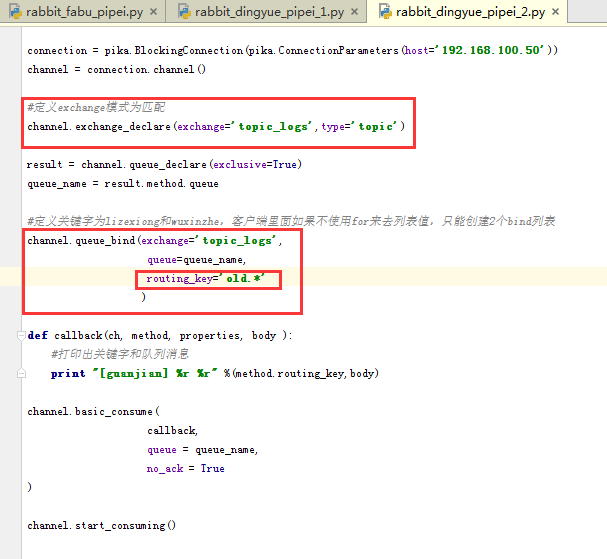 rabbit_fabu_pipei.py × rabbit_dingyue_pipei_1.py × rabbit_dingyue_pipei_2.py ×
connection = pika.BlockingConnection(pika.ConnectionParameters(host='192.168.100.50'))
channel = connection.channel()
#定义exchange模式为匹配
channel.exchange_declare(exchange='topic_logs',type='topic')
result = channel.queue_declare(exclusive=True)
queue_name = result.method.queue
#定义关键字为lizexiong和wuxinzhe，客户端里面如果不使用for来去列表值，只能创建2个bind列表
channel.queue_bind(exchange='topic_logs',
queue=queue_name,
routing_key='old.*'
)
def callback(ch, method, properties, body ):
#打印出关键字和队列消息
print "[guanjian] %r %r" %(method.routing_key,body)
channel.basic_consume(
callback,
queue = queue_name,
no_ack = True
)
channel.start_consuming()